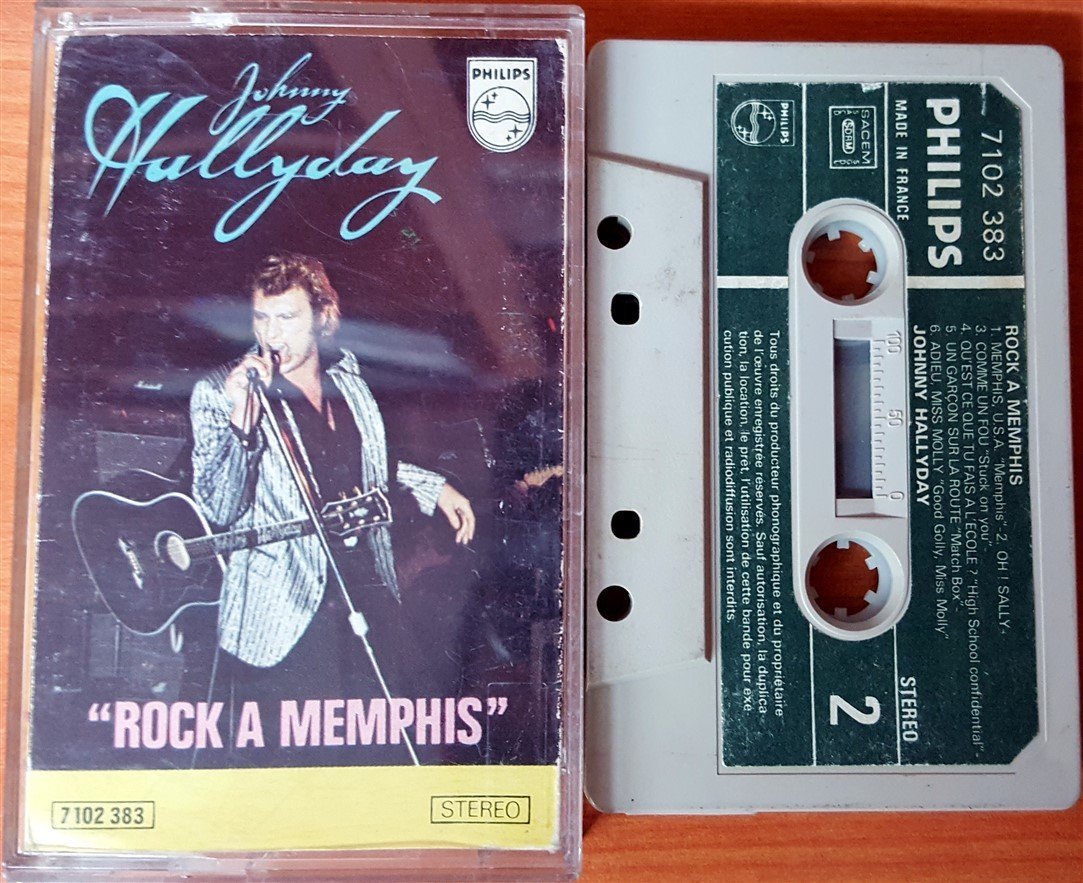 Johnny
Hallyday
PHILIPS
"ROCK A MEMPHIS"
7102 383
STEREO
7102 383
PHILIPS
MADE IN FRANCE
SACEM
SDRM
PHILIPS
ROCK A MEMPHIS
1. MEMPHIS, U.S.A. "Memphis" - 2. OH ! SALLY -
3. COMME UN FOU "Stuck on you" -
4. QU'EST CE QUE TU FAIS A L'ECOLE ? "High School confidential" -
5. UN GARÇON SUR LA ROUTE "Match Box" -
6. ADIEU, MISS MOLLY, "Good Golly, Miss Molly"
JOHNNY HALLYDAY
100 50 0
Tous droits du producteur phonographique et du propriétaire
de l'œuvre enregistrée réservés. Sauf autorisation, la duplica-
tion, la location, le prêt, l'utilisation de cette bande pour exé
cution publique et radiodiffusion sont interdits.
STEREO
2